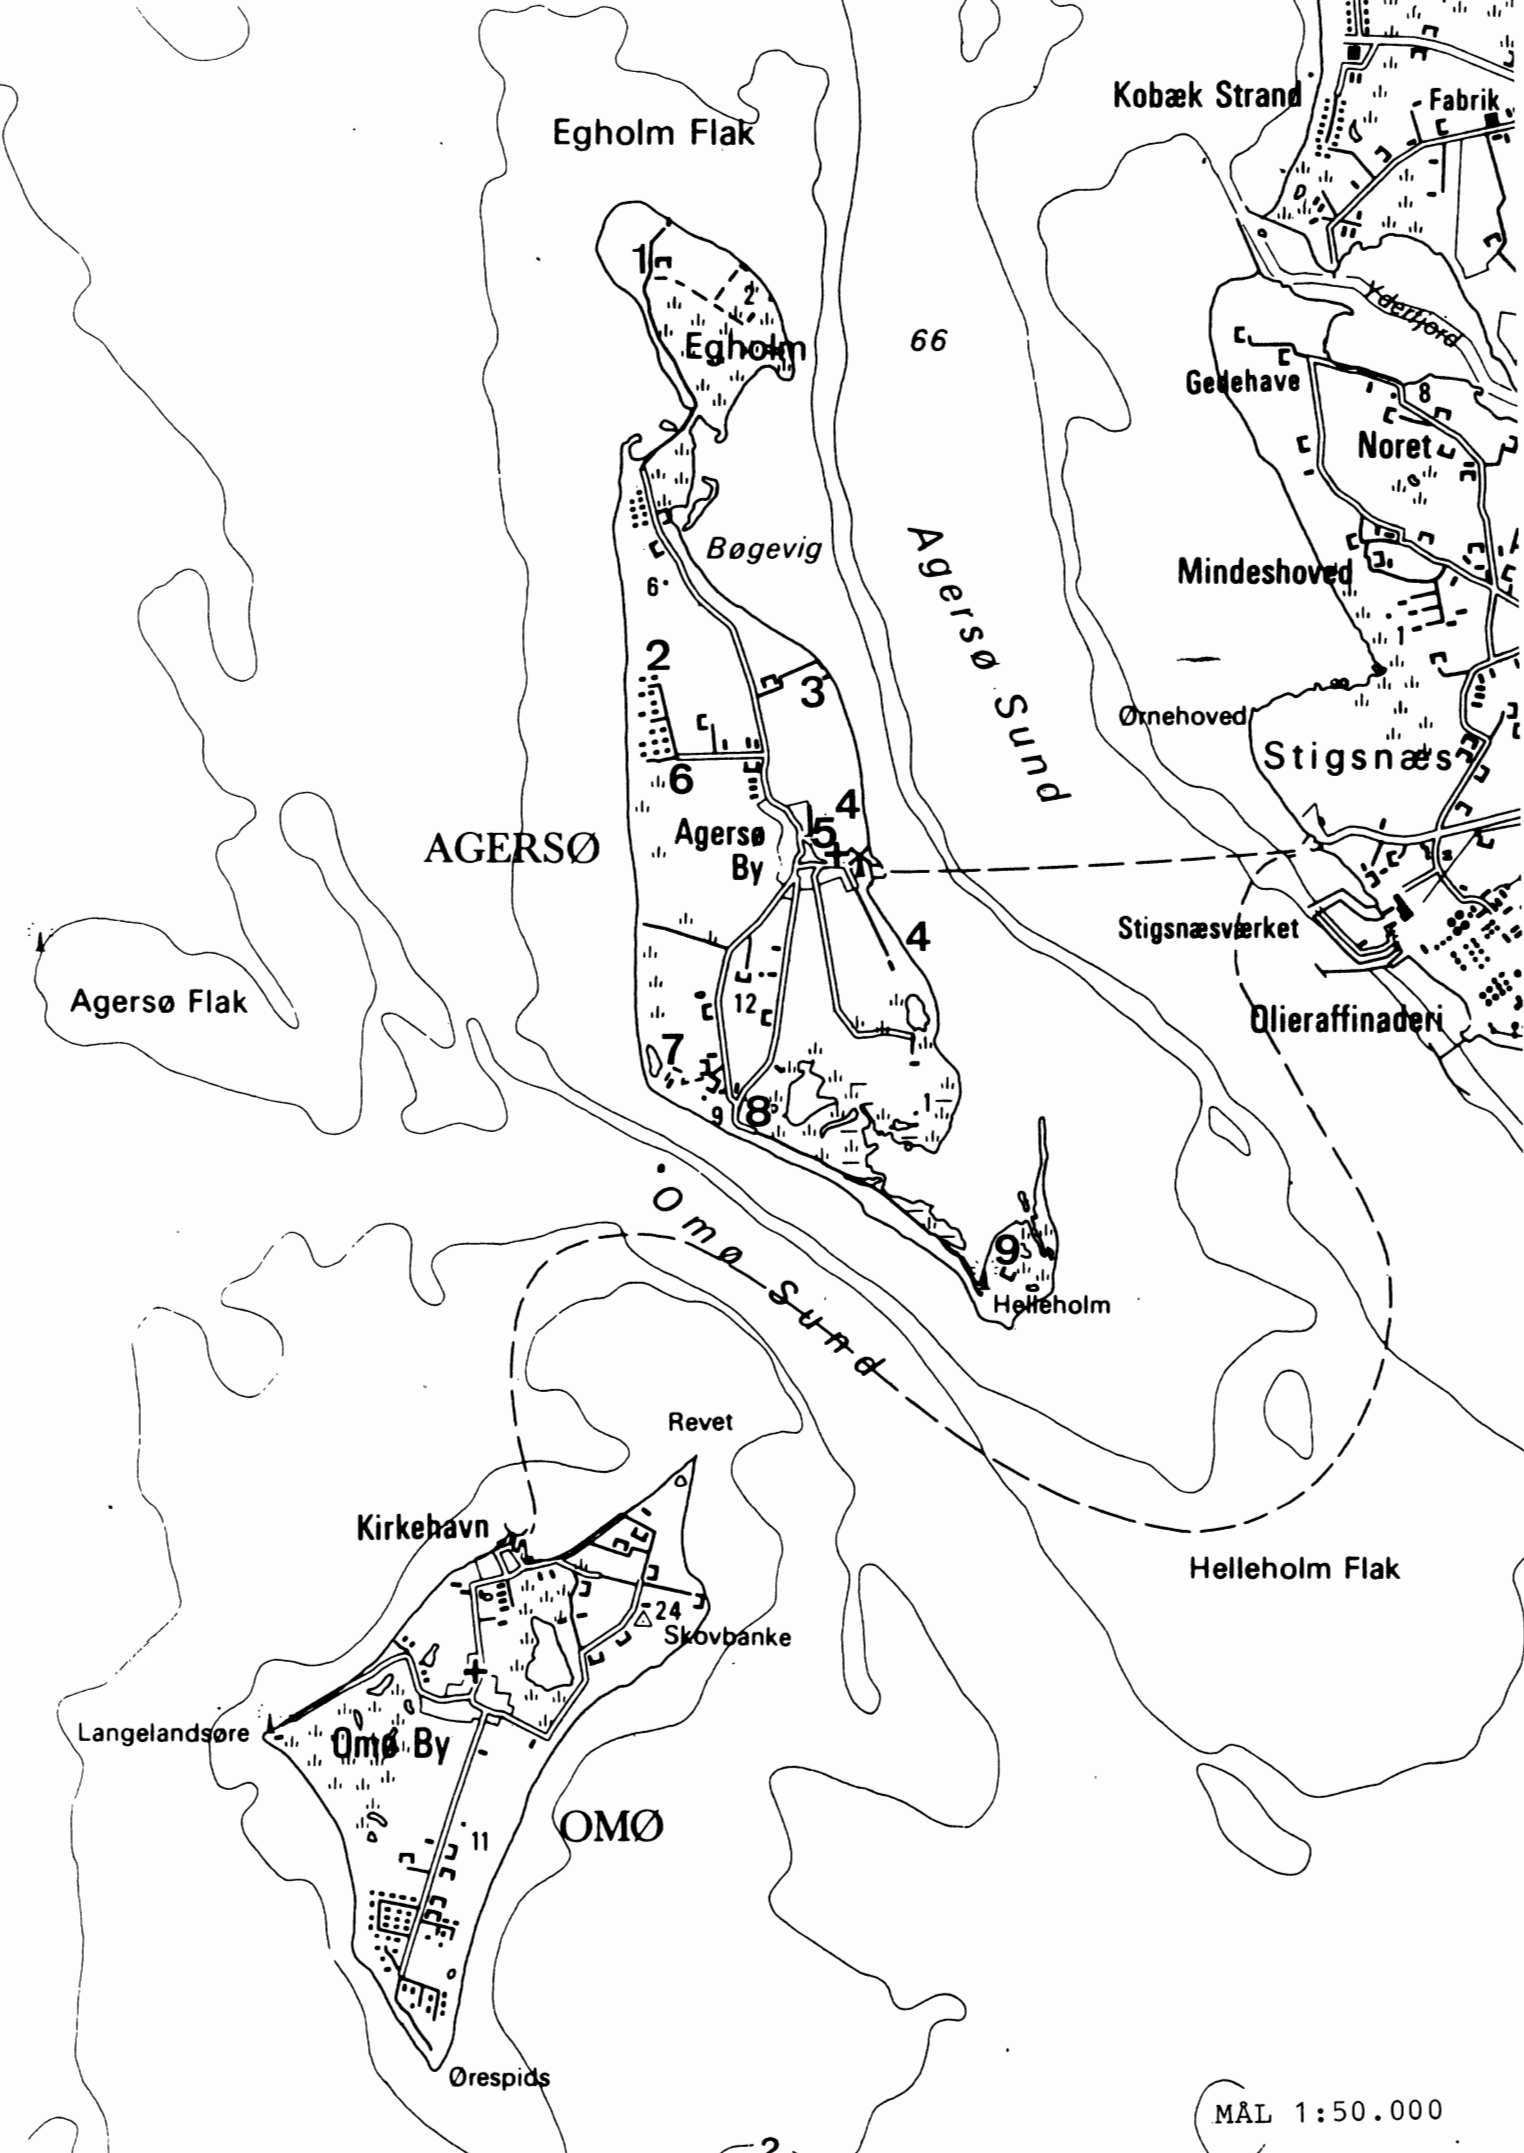 Kobæk Strand
Fabrik
Egholm Flak
1
2
Egholm
66
Yderfjord
Gedehave
8
Noret
Bøgevig
6
Agersø Sund
Mindeshoved
1
2
3
Ørnehoved
Stigsnæs
6
4
5
Agersø
By
AGERSØ
4
Stigsnæsværket
12
Agersø Flak
Olieraffinaderi
7
9
8
1
Omø Sund
9
Helleholm
Revet
Kirkehavn
Helleholm Flak
24
Skovbanke
Langelandsøre
Omø By
OMØ
11
Ørespids
MÅL 1:50.000
2